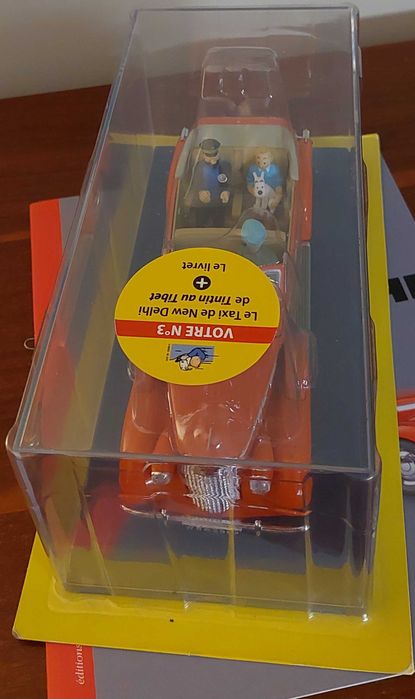 VOTRE N°3
Le Taxi de New Delhi
de Tintin au Tibet
+
Le livret
éditions